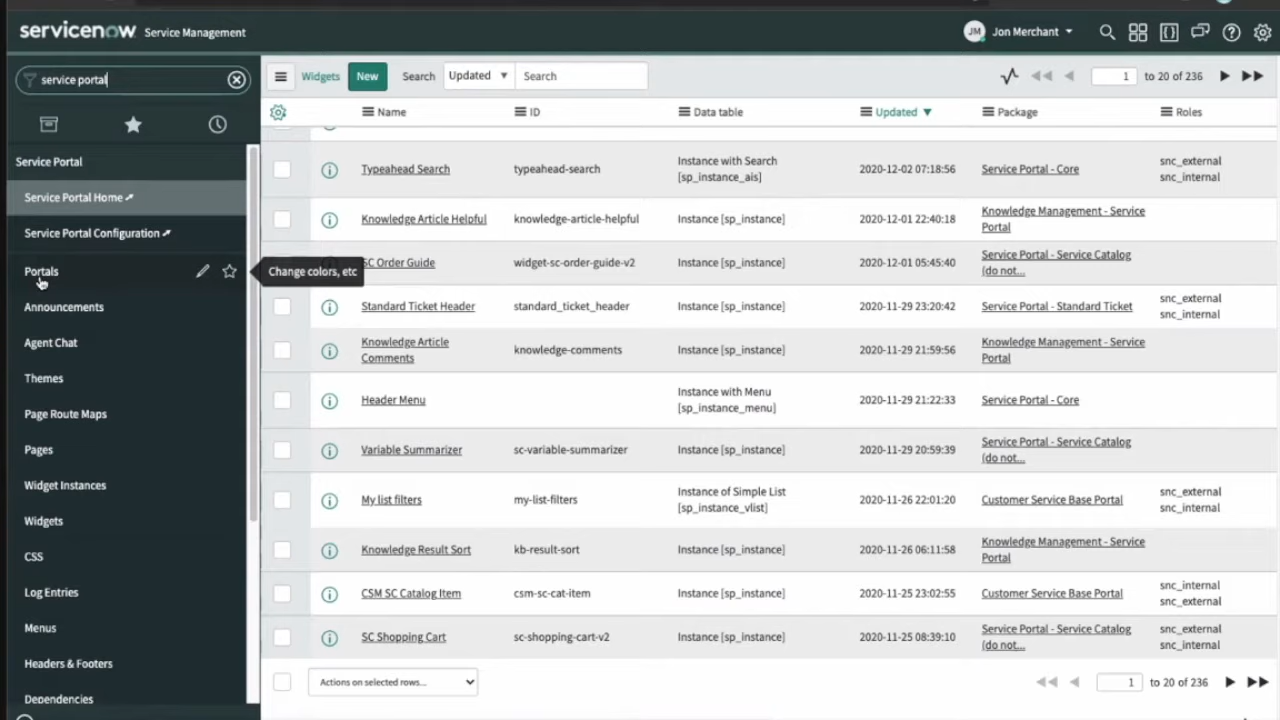 servicenow Service Management
JM Jon Merchant
service portal
Widgets New Search Updated Search 1 to 20 of 236
Name ID Data table Updated Package Roles
Service Portal
Service Portal Home
Service Portal Configuration
Portals
Change colors, etc
Announcements
Agent Chat
Themes
Page Route Maps
Pages
Widget Instances
Widgets
CSS
Log Entries
Menus
Headers & Footers
Dependencies
Typeahead Search typeahead-search Instance with Search 2020-12-02 07:18:56 Service Portal - Core snc_external
[sp_instance_ais] snc_internal
Knowledge Article Helpful knowledge-article-helpful Instance [sp_instance] 2020-12-01 22:40:18 Knowledge Management - Service
Portal
SC Order Guide widget-sc-order-guide-v2 Instance [sp_instance] 2020-12-01 05:45:40 Service Portal - Service Catalog
(do not...
Standard Ticket Header standard_ticket_header Instance [sp_instance] 2020-11-29 23:20:42 Service Portal - Standard Ticket snc_external
snc_internal
Knowledge Article knowledge-comments Instance [sp_instance] 2020-11-29 21:59:56 Knowledge Management - Service
Comments Portal
Header Menu Instance with Menu 2020-11-29 21:22:33 Service Portal - Core
[sp_instance_menu]
Variable Summarizer sc-variable-summarizer Instance [sp_instance] 2020-11-29 20:59:39 Service Portal - Service Catalog
(do not...
My list filters my-list-filters Instance of Simple List 2020-11-26 22:01:20 Customer Service Base Portal snc_external
[sp_instance_vlist] snc_internal
Knowledge Result Sort kb-result-sort Instance [sp_instance] 2020-11-26 06:11:58 Knowledge Management - Service
Portal
CSM SC Catalog Item csm-sc-cat-item Instance [sp_instance] 2020-11-25 23:02:55 Customer Service Base Portal snc_internal
snc_external
SC Shopping Cart sc-shopping-cart-v2 Instance [sp_instance] 2020-11-25 08:39:10 Service Portal - Service Catalog snc_external
(do not... snc_internal
Actions on selected rows... 1 to 20 of 236